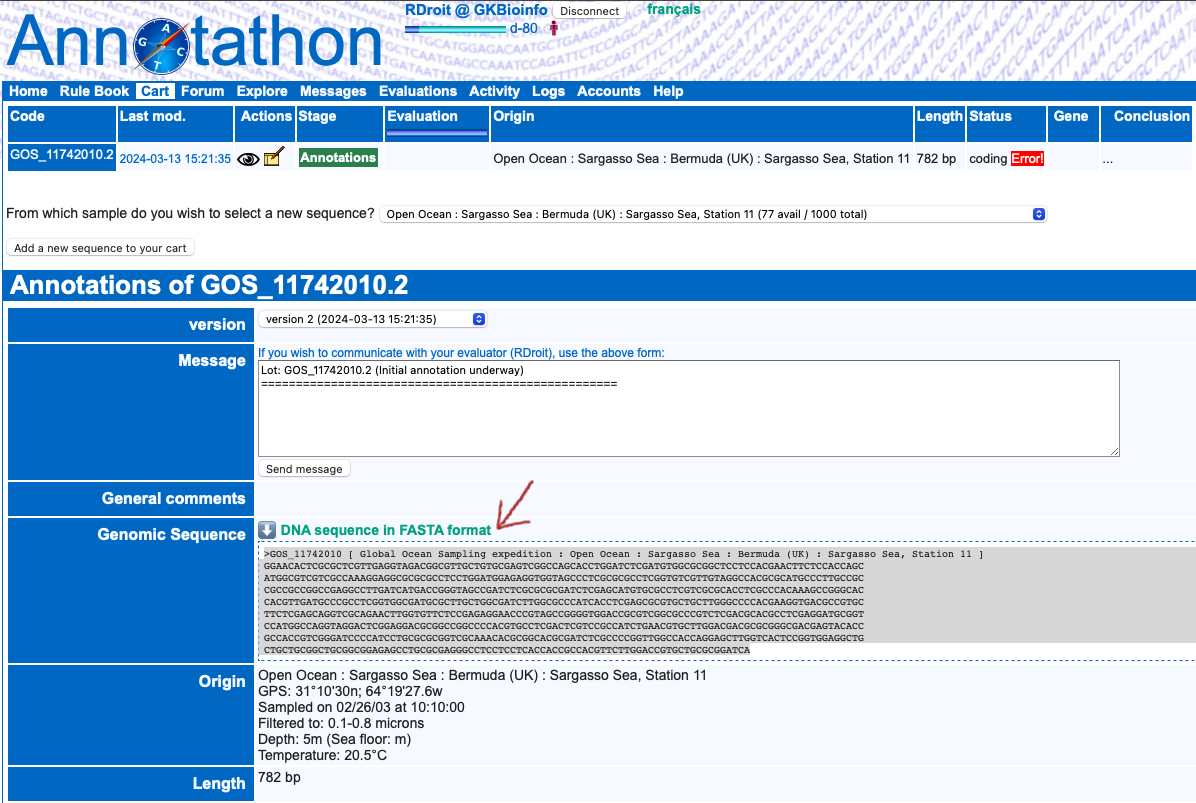 RDroit @ GKBioinfo Disconnect français
d-80
Annotathon
Home Rule Book Cart Forum Explore Messages Evaluations Activity Logs Accounts Help
Code Last mod. Actions Stage Evaluation Origin Length Status Gene Conclusion
GOS_11742010.2 2024-03-13 15:21:35 Annotations Open Ocean : Sargasso Sea : Bermuda (UK) : Sargasso Sea, Station 11 782 bp coding Error! ...
From which sample do you wish to select a new sequence? Open Ocean : Sargasso Sea : Bermuda (UK) : Sargasso Sea, Station 11 (77 avail / 1000 total)
Add a new sequence to your cart
Annotations of GOS_11742010.2
version version 2 (2024-03-13 15:21:35)
Message If you wish to communicate with your evaluator (RDroit), use the above form:
Lot: GOS_11742010.2 (Initial annotation underway)
===================================================
Send message
General comments
Genomic Sequence DNA sequence in FASTA format
>GOS_11742010 [ Global Ocean Sampling expedition : Open Ocean : Sargasso Sea : Bermuda (UK) : Sargasso Sea, Station 11 ]
GGAACACTCGCGCTCGTTGAGGTAGACGGCGTTGCTGTGCGAGTCGGCCAGCACCTGGATCTCGATGTGGCGCGGCTCCTCCACGAACTTCTCCACCAGC
ATGGCGTCGTCGCCAAAGGAGGCGCGCGCCTCCTGGATGGAGAGGTGGTAGCCCTCGCGCGCCTCGGTGTCGTTGTAGGCCACGCGCATGCCCTTGCCGC
CGCCGCCGGCCGAGGCCTTGATCATGACCGGGTAGCCGATCTCGCGCGCGATCTCGAGCATGTGCGCCTCGTCGCGCACCTCGCCCACAAAGCCGGGCAC
CACGTTGATGCCCGCCTCGGTGGCGATGCGCTTGCTGGCGATCTTGGCGCCCATCACCTCGAGCGCGTGCTGCTTGGGCCCCACGAAGGTGACGCCGTGC
TTCTCGAGCAGGTCGCAGAACTTGGTGTTCTCCGAGAGGAACCCGTAGCCGGGGTGGACCGCGTCGGCGCCCGTCTCGACGCACGCCTCGAGGATGCGGT
CCATGGCCAGGTAGGACTCGGAGGACGCGGCCGGCCCCACGTGCCTCGACTCGTCCGCCATCTGAACGTGCTTGGACGACGCGCGGGCGACGAGTACACC
GCCACCGTCGGGATCCCCATCCTGCGCGCGGTCGCAAACACGCGGCACGCGATCTCGCCCCGGTTGGCCACCAGGAGCTTGGTCACTCCGGTGGAGGCTG
CTGCTGCGGCTGCGGCGGAGAGCCTGCGCGAGGGCCTCCTCCTCACCACCGCCACGTTCTTGGACCGTGCTGCGCGGATCA
Origin Open Ocean : Sargasso Sea : Bermuda (UK) : Sargasso Sea, Station 11
GPS: 31°10'30n; 64°19'27.6w
Sampled on 02/26/03 at 10:10:00
Filtered to: 0.1-0.8 microns
Depth: 5m (Sea floor: m)
Temperature: 20.5°C
Length 782 bp